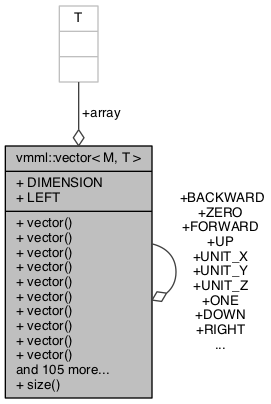 T
+array
vmml::vector< M, T >
+ DIMENSION
+ LEFT
+ vector()
+ vector()
+ vector()
+ vector()
+ vector()
+ vector()
+ vector()
+ vector()
+ vector()
+ vector()
and 105 more...
+ size()
+BACKWARD
+ZERO
+FORWARD
+UP
+UNIT_X
+UNIT_Y
+UNIT_Z
+ONE
+DOWN
+RIGHT
...